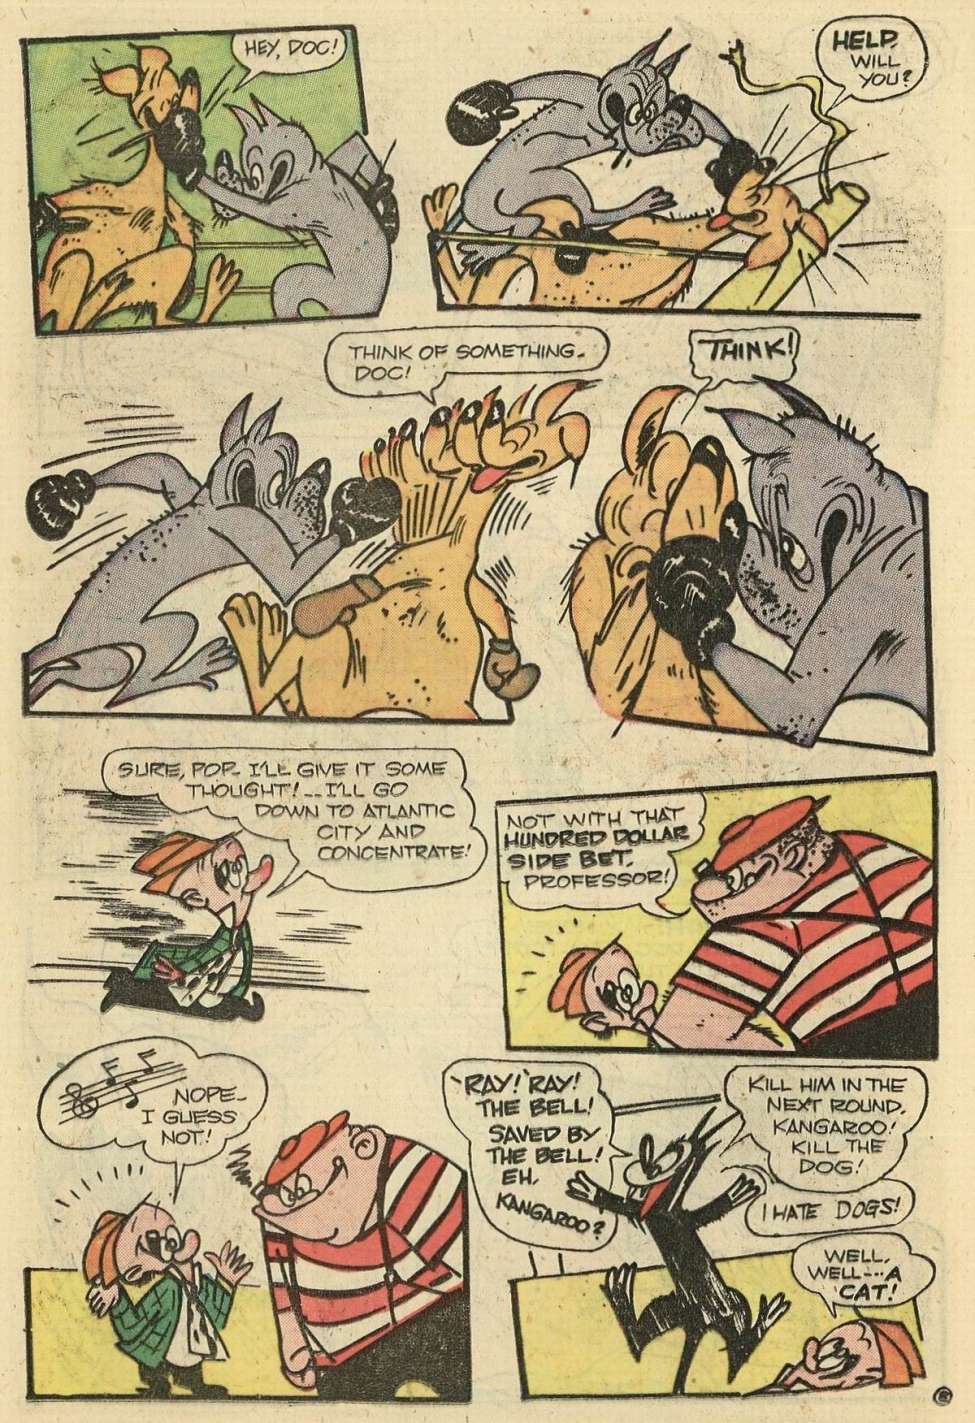 HEY, DOC!
HELP,
WILL
YOU?
THINK OF SOMETHING-
DOC!
THINK!
SURE, POP- I'LL GIVE IT SOME
THOUGHT!--I'LL GO
DOWN TO ATLANTIC
CITY AND
CONCENTRATE!
NOT WITH THAT
HUNDRED DOLLAR
SIDE BET,
PROFESSOR!
NOPE-
I GUESS
NOT!
'RAY! 'RAY!
THE BELL!
SAVED BY
THE BELL!
EH,
KANGAROO?
KILL HIM IN THE
NEXT ROUND,
KANGAROO!
KILL THE
DOG!
I HATE DOGS!
WELL,
WELL---A
CAT!